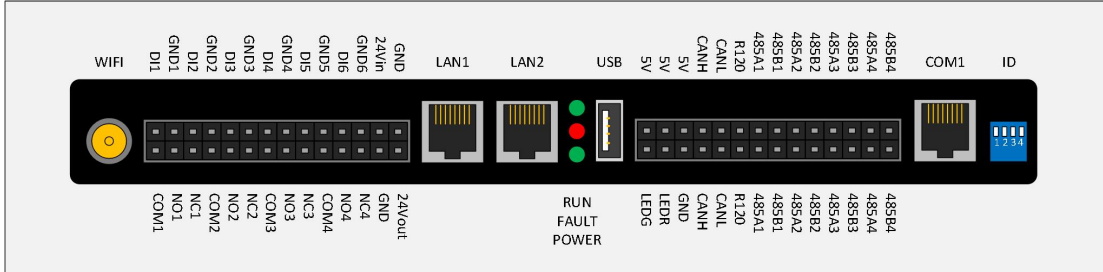 WIFI
DI1
GND1
DI2
GND2
DI3
GND3
DI4
GND4
DI5
GND5
DI6
GND6
24Vin
GND
LAN1
LAN2
USB
5V
5V
5V
CANH
CANL
R120
485A1
485B1
485A2
485B2
485A3
485B3
485A4
485B4
COM1
ID
1 2 3 4
COM1
NO1
NC1
COM2
NO2
NC2
COM3
NO3
NC3
COM4
NO4
NC4
GND
24Vout
RUN
FAULT
POWER
LEDG
LEDR
GND
CANH
CANL
R120
485A1
485B1
485A2
485B2
485A3
485B3
485A4
485B4